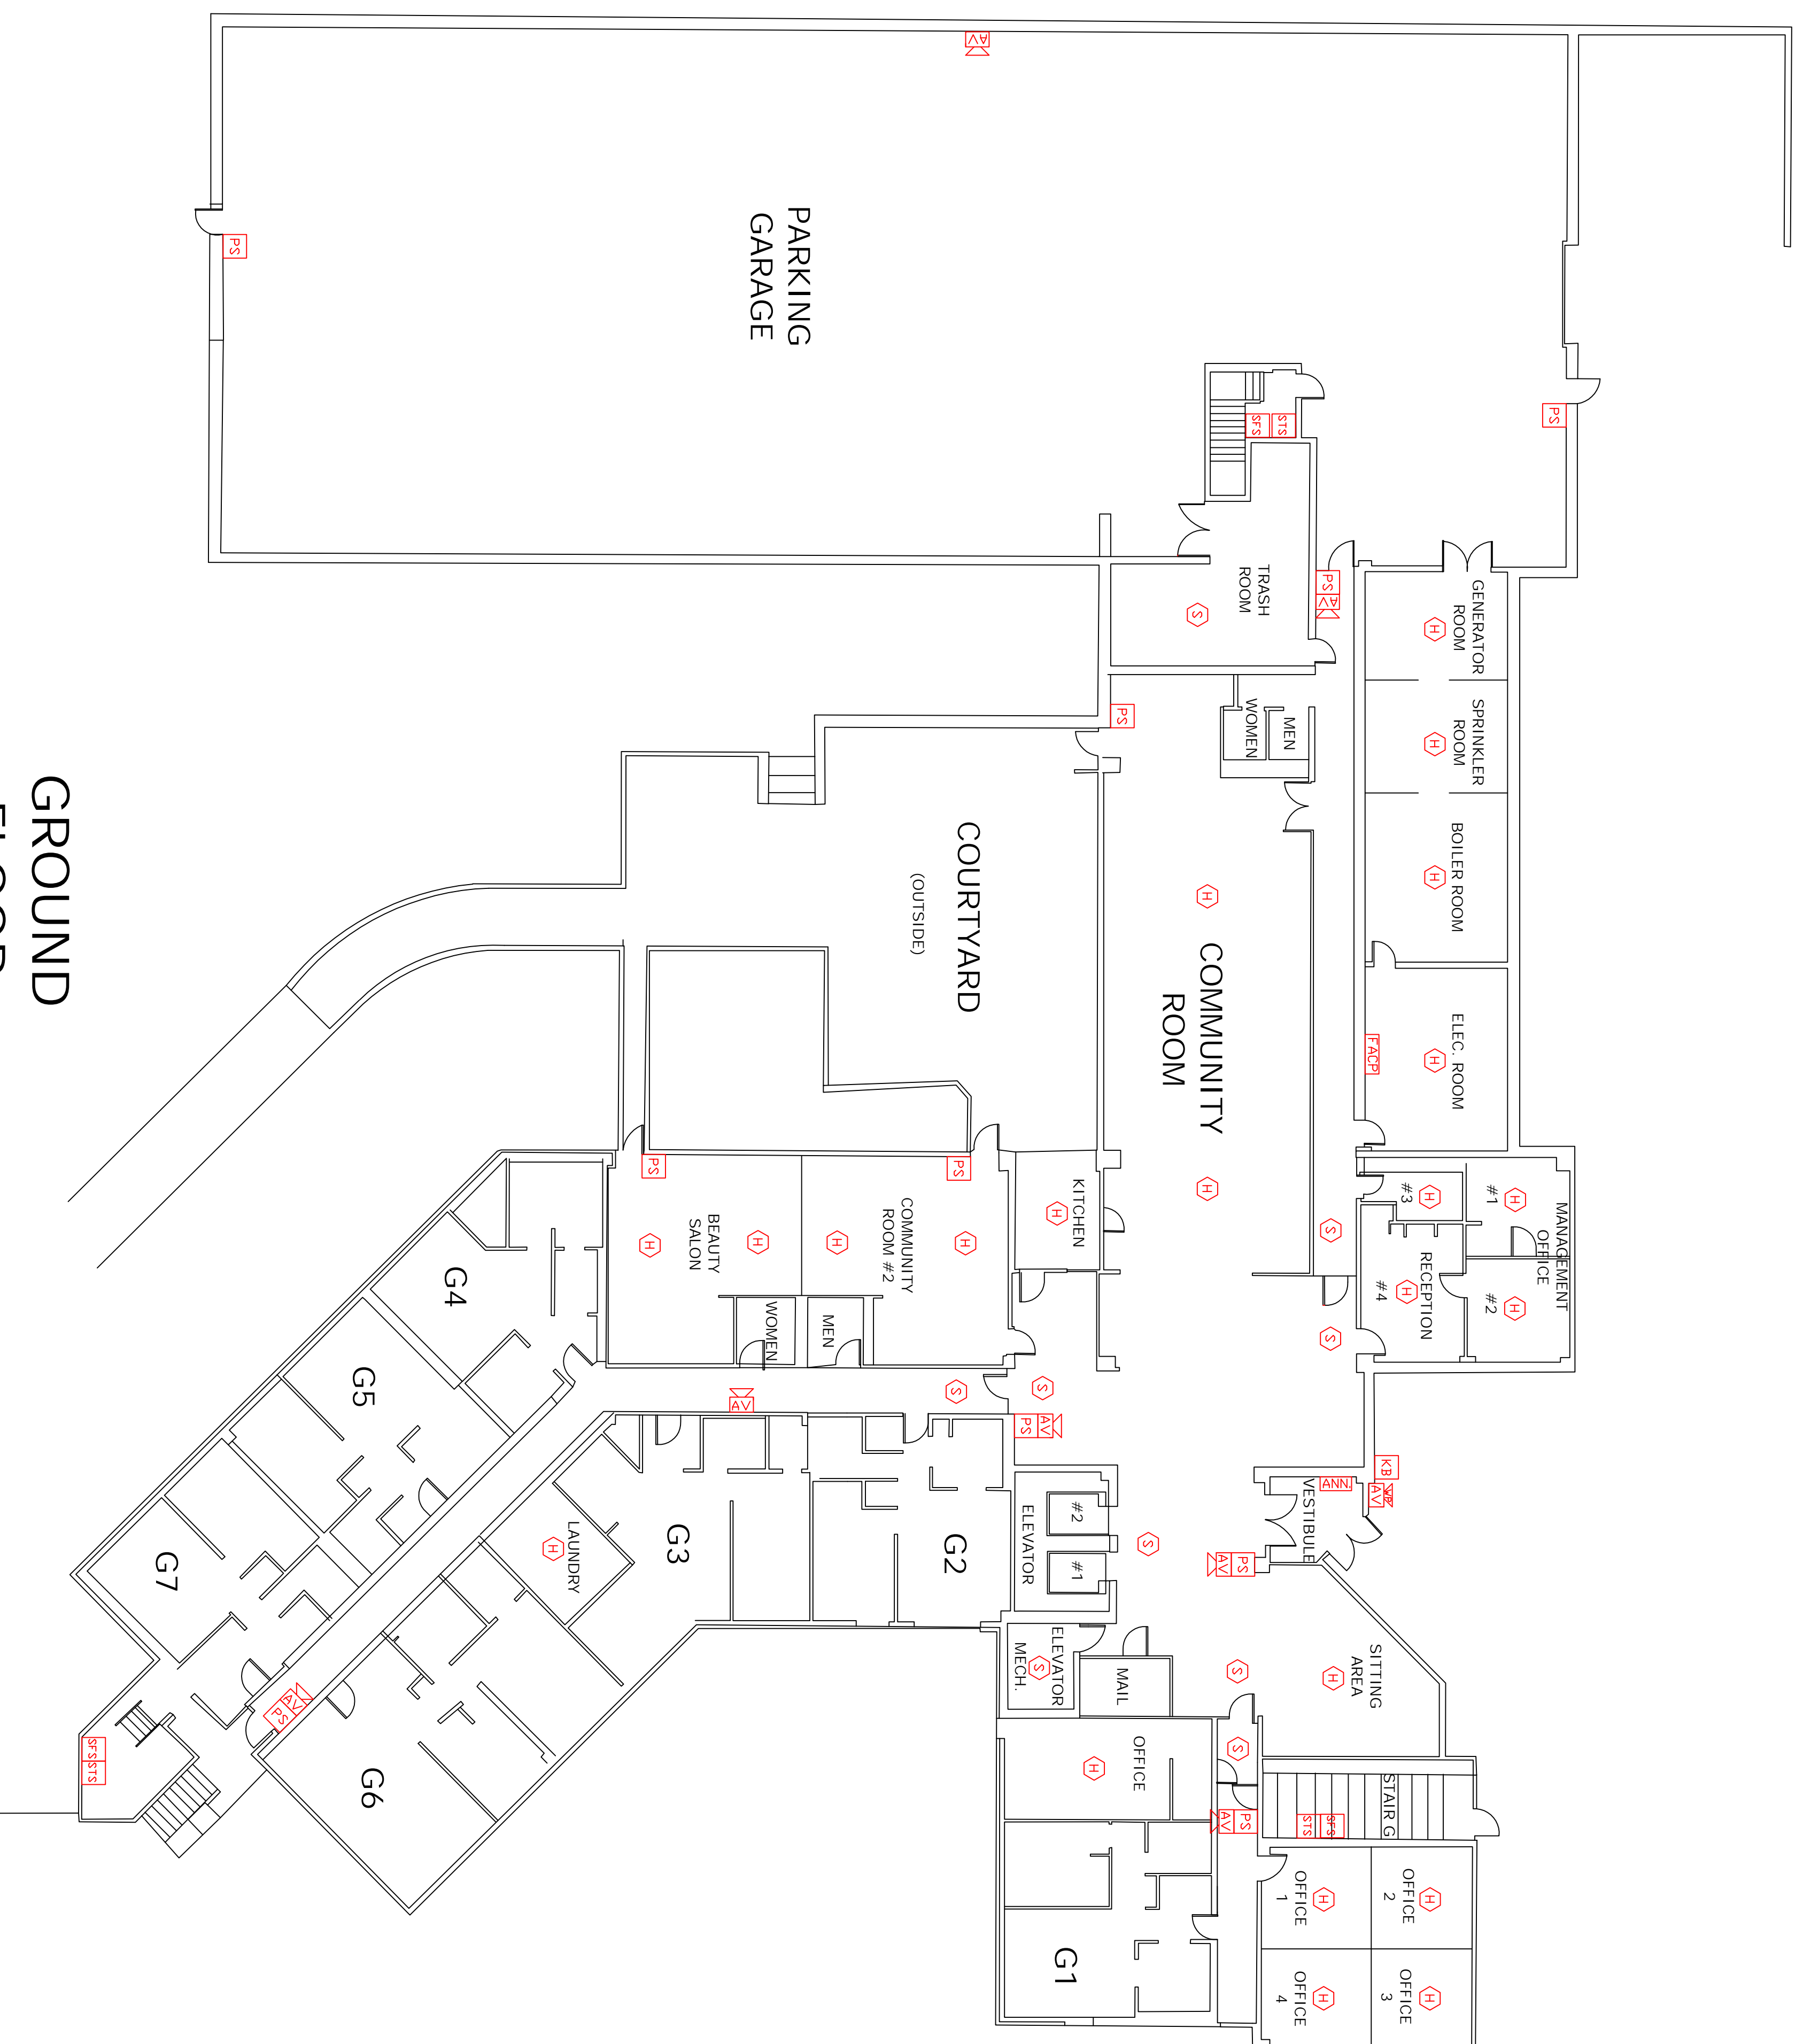 PARKING
GARAGE
AV
PS
PS
SFS
STS
TRASH
ROOM
S
PS
AV
GENERATOR
ROOM
H
SPRINKLER
ROOM
H
BOILER ROOM
H
ELEC. ROOM
H
FACP
PS
WOMEN
MEN
COURTYARD
(OUTSIDE)
COMMUNITY
ROOM
H
H
GROUND
MANAGEMENT
OFFICE
#1
H
#2
H
#3
H
RECEPTION
#4
H
S
S
KITCHEN
H
COMMUNITY
ROOM #2
H
H
PS
BEAUTY
SALON
H
H
PS
WOMEN
MEN
S
S
AV
PS
AV
KB
AV
WP
ANN.
VESTIBULE
PS
AV
ELEVATOR
#2
#1
S
ELEVATOR
MECH.
S
MAIL
S
SITTING
AREA
H
S
OFFICE
H
PS
AV
STAIR G
STS
SFS
OFFICE
1
H
OFFICE
2
H
OFFICE
3
H
OFFICE
4
H
G1
G2
G3
LAUNDRY
H
G4
G5
G6
G7
AV
PS
SFS
STS